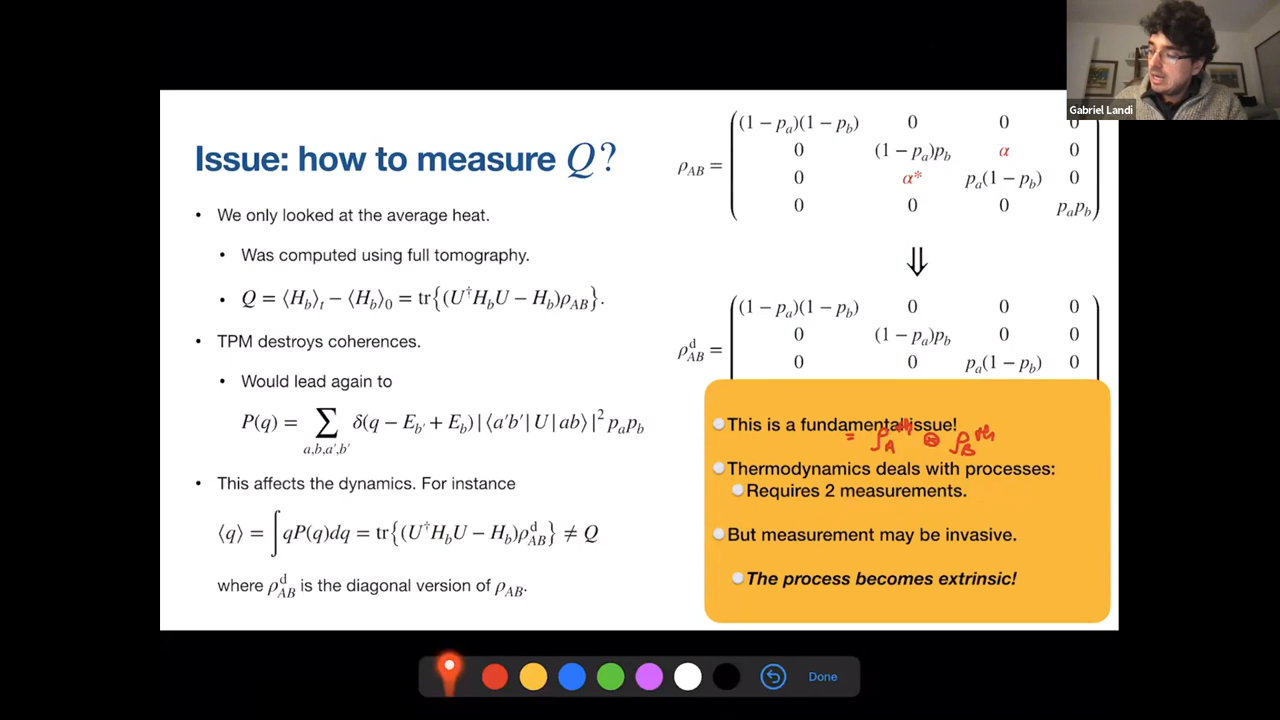 Gabriel Landi
Issue: how to measure Q?
• We only looked at the average heat.
• Was computed using full tomography.
• Q = ⟨H_b⟩_t − ⟨H_b⟩_0 = tr{(U†H_bU − H_b)ρ_AB}.
• TPM destroys coherences.
• Would lead again to
P(q) = ∑_{a,b,a′,b′} δ(q − E_b′ + E_b) |⟨a′b′|U|ab⟩|² p_a p_b
• This affects the dynamics. For instance
⟨q⟩ = ∫ qP(q)dq = tr{(U†H_bU − H_b)ρ^d_AB} ≠ Q
where ρ^d_AB is the diagonal version of ρ_AB.
(1 − p_a)(1 − p_b) 0 0 0
0 (1 − p_a)p_b α 0
ρ_AB =
0 α* p_a(1 − p_b) 0
0 0 0 p_ap_b
⇓
(1 − p_a)(1 − p_b) 0 0 0
0 (1 − p_a)p_b 0 0
ρ^d_AB =
0 0 p_a(1 − p_b) 0
This is a fundamental issue!
= ρ_A^th ⊗ ρ_B^th
Thermodynamics deals with processes:
Requires 2 measurements.
But measurement may be invasive.
The process becomes extrinsic!
Done